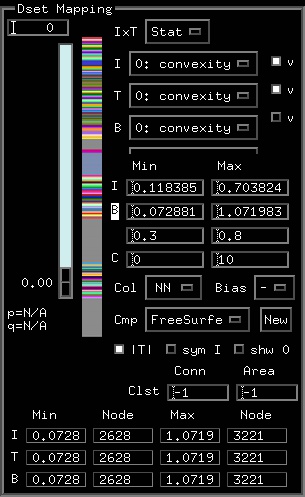 Dset Mapping
0
IxT Stat
I 0: convexity v
T 0: convexity v
B 0: convexity v
Min Max
I 0.118385 0.703824
B 0.072881 1.071983
0.3 0.8
C 0 10
0.00
Col NN Bias -
p=N/A
q=N/A
Cmp FreeSurfe New
|T| sym I shw 0
Conn Area
Clst -1 -1
Min Node Max Node
I 0.0728 2628 1.0719 3221
T 0.0728 2628 1.0719 3221
B 0.0728 2628 1.0719 3221